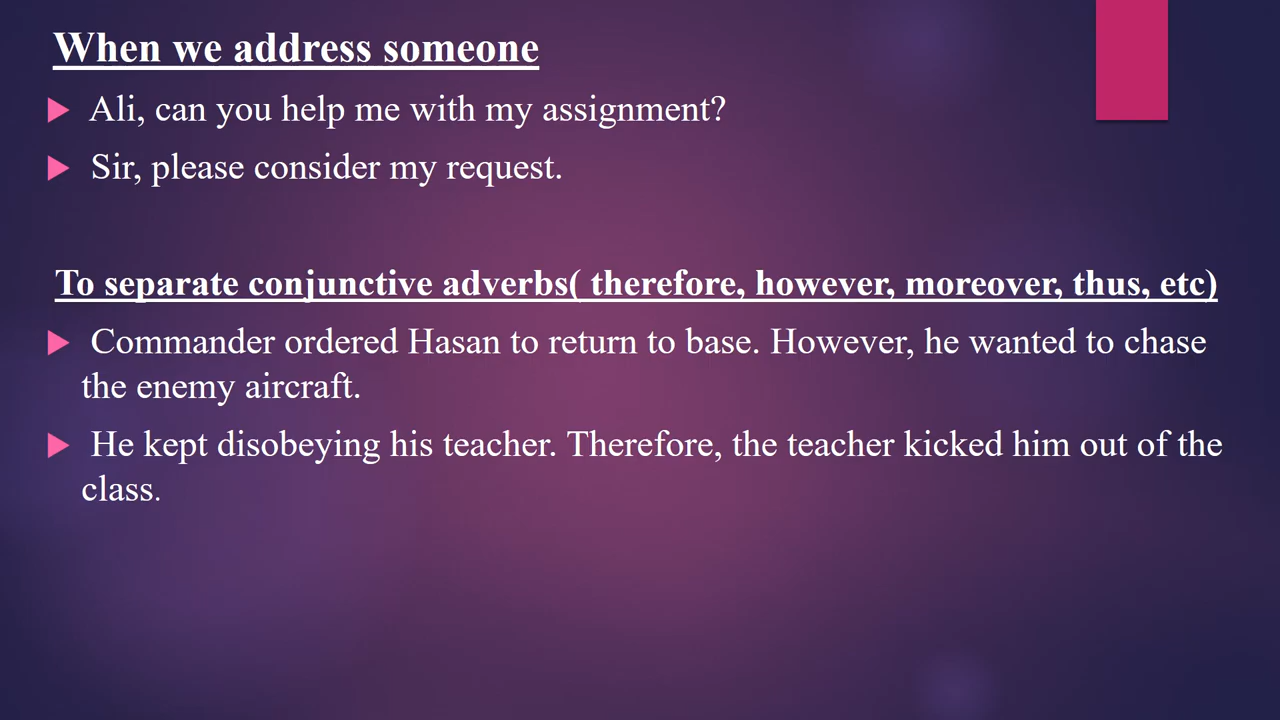 When we address someone
Ali, can you help me with my assignment?
Sir, please consider my request.
To separate conjunctive adverbs( therefore, however, moreover, thus, etc)
Commander ordered Hasan to return to base. However, he wanted to chase
the enemy aircraft.
He kept disobeying his teacher. Therefore, the teacher kicked him out of the
class.